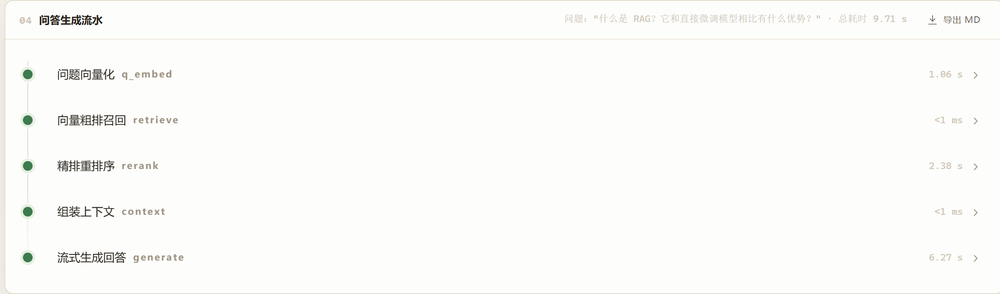 04 问答生成流水 问题："什么是 RAG？它和直接微调模型相比有什么优势？" · 总耗时 9.71 s 导出 MD
问题向量化 q_embed 1.06 s
向量粗排召回 retrieve <1 ms
精排重排序 rerank 2.38 s
组装上下文 context <1 ms
流式生成回答 generate 6.27 s